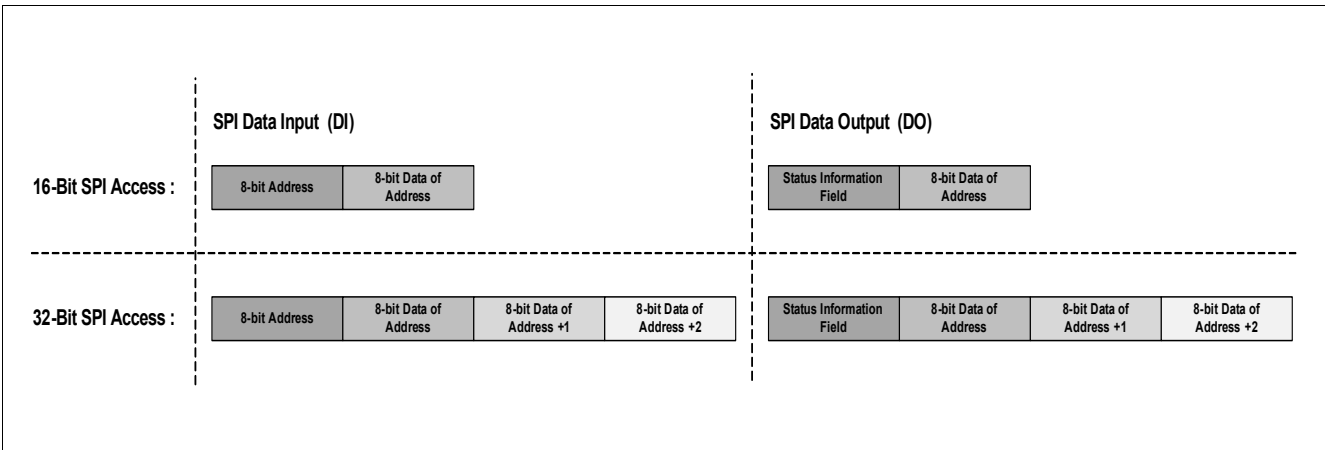 SPI Data Input (DI)
SPI Data Output (DO)
16-Bit SPI Access :
8-bit Address
8-bit Data of
Address
Status Information
Field
8-bit Data of
Address
32-Bit SPI Access :
8-bit Address
8-bit Data of
Address
8-bit Data of
Address +1
8-bit Data of
Address +2
Status Information
Field
8-bit Data of
Address
8-bit Data of
Address +1
8-bit Data of
Address +2